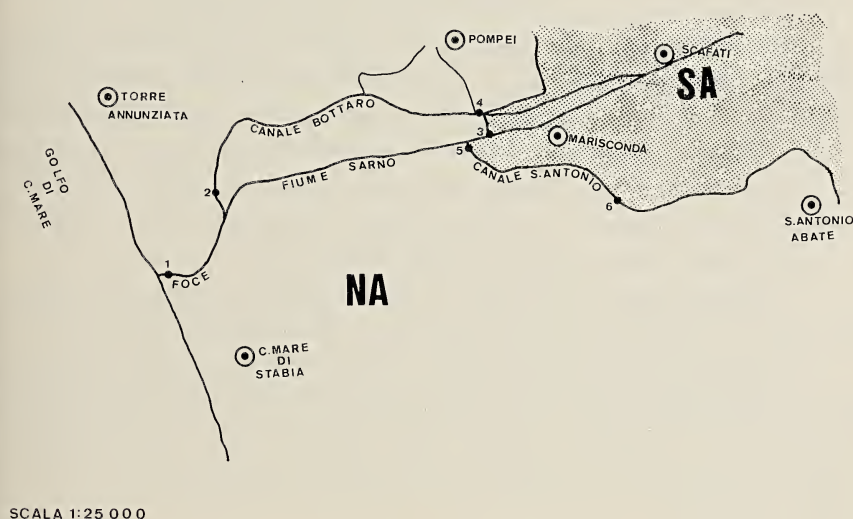 POMPEI
SCAFATI
SA
TORRE
ANNUNZIATA
CANALE BOTTARO
4
3
MARISCONDA
GOLFO
DI
C.MARE
FIUME SARNO
5
CANALE S.ANTONIO
2
6
S.ANTONIO
ABATE
1
FOCE
NA
C.MARE
DI
STABIA
SCALA 1:25 000